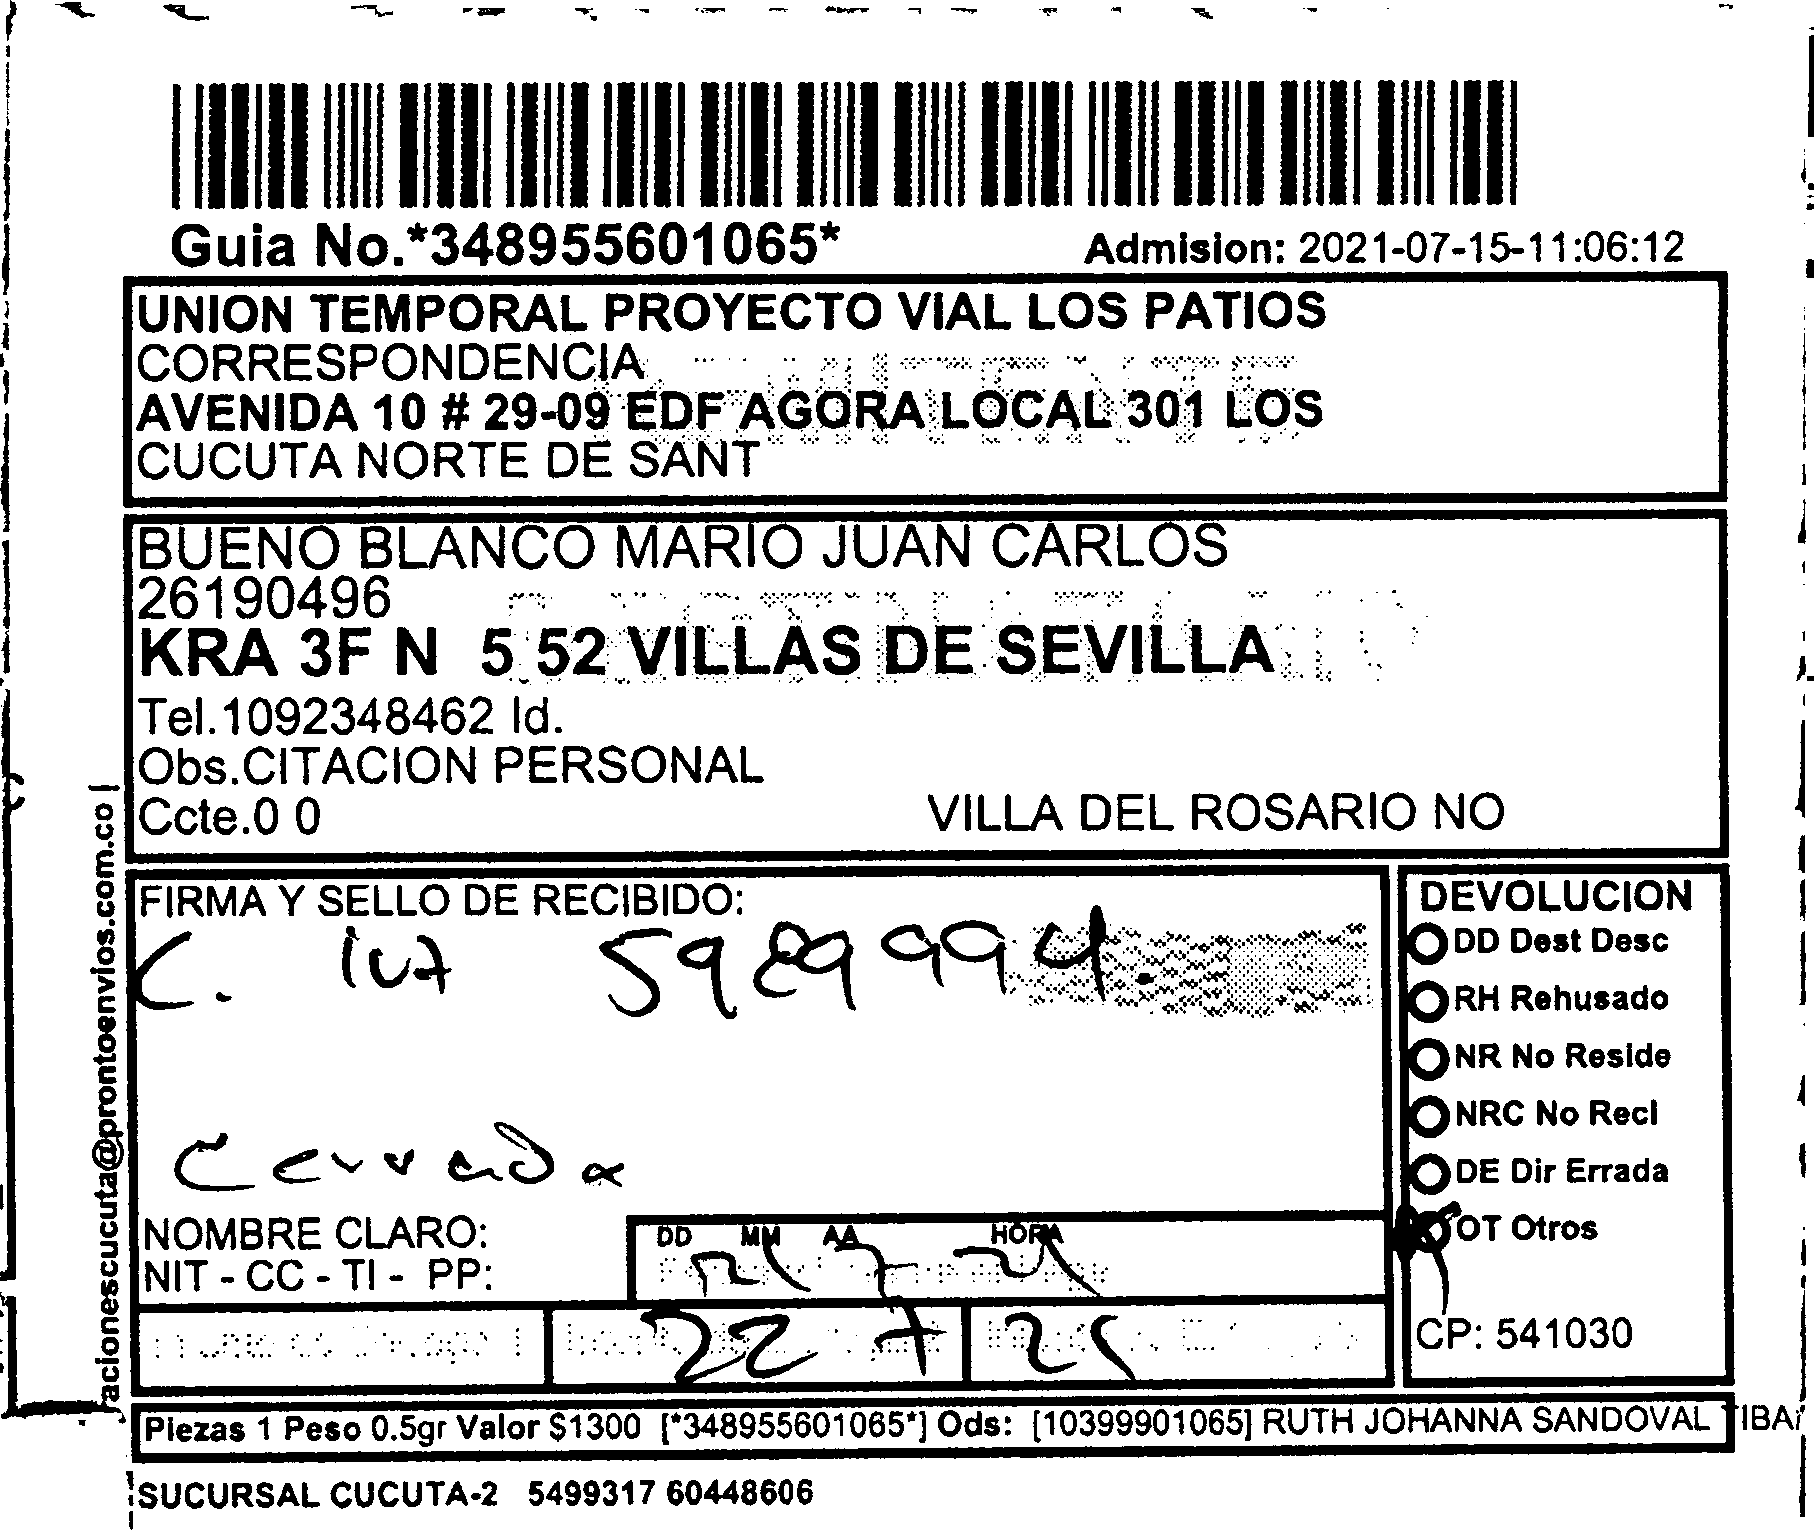 Guia No.*348955601065*
Admision: 2021-07-15-11:06:12
UNION TEMPORAL PROYECTO VIAL LOS PATIOS
CORRESPONDENCIA
AVENIDA 10 # 29-09 EDF AGORA LOCAL 301 LOS
CUCUTA NORTE DE SANT
BUENO BLANCO MARIO JUAN CARLOS
26190496
KRA 3F N 5 52 VILLAS DE SEVILLA
Tel.1092348462 Id.
Obs.CITACION PERSONAL
Ccte.0 0
VILLA DEL ROSARIO NO
racionescucuta@prontoenvios.com.co |
FIRMA Y SELLO DE RECIBIDO:
C. luz 5989994.
Cerrada
NOMBRE CLARO:
NIT - CC - TI - PP:
DD MM AA HORA
21 7 21
22 7 21
DEVOLUCION
DD Dest Desc
RH Rehusado
NR No Reside
NRC No Recl
DE Dir Errada
OT Otros
CP: 541030
Piezas 1 Peso 0.5gr Valor $1300 [*348955601065*] Ods: [10399901065] RUTH JOHANNA SANDOVAL TIBA
SUCURSAL CUCUTA-2 5499317 60448606